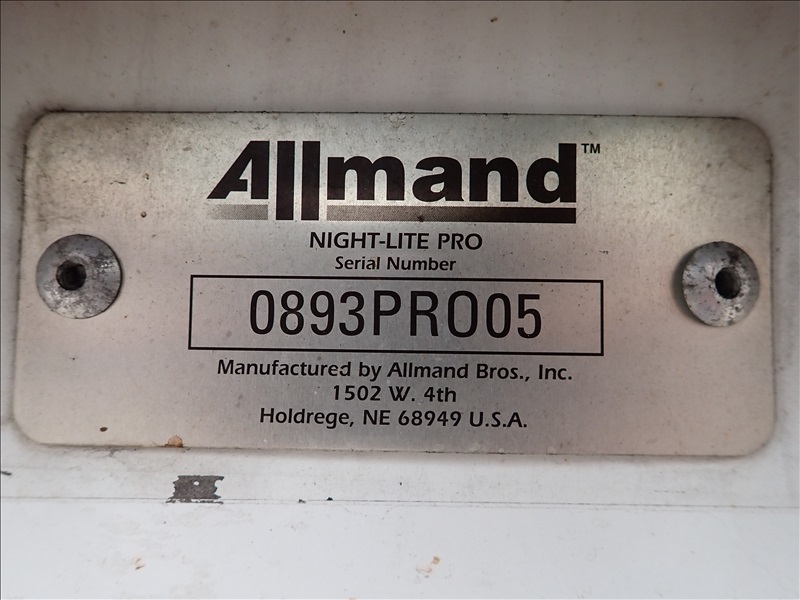 Allmand™
NIGHT-LITE PRO
Serial Number
0893PRO05
Manufactured by Allmand Bros., Inc.
1502 W. 4th
Holdrege, NE 68949 U.S.A.